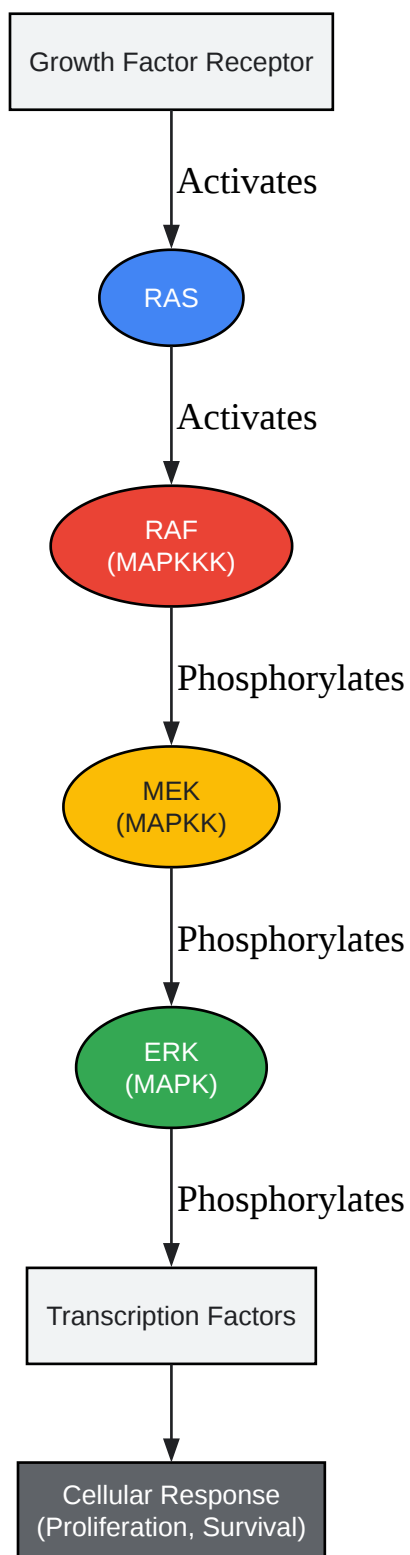 Growth Factor Receptor
Activates
RAS
Activates
RAF
(MAPKKK)
Phosphorylates
MEK
(MAPKK)
Phosphorylates
ERK
(MAPK)
Phosphorylates
Transcription Factors
Cellular Response
(Proliferation, Survival)